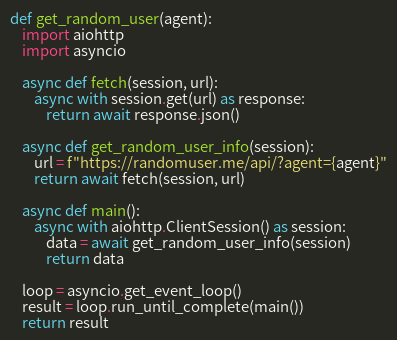 def get_random_user(agent):
import aiohttp
import asyncio
async def fetch(session, url):
async with session.get(url) as response:
return await response.json()
async def get_random_user_info(session):
url = f"https://randomuser.me/api/?agent={agent}"
return await fetch(session, url)
async def main():
async with aiohttp.ClientSession() as session:
data = await get_random_user_info(session)
return data
loop = asyncio.get_event_loop()
result = loop.run_until_complete(main())
return result